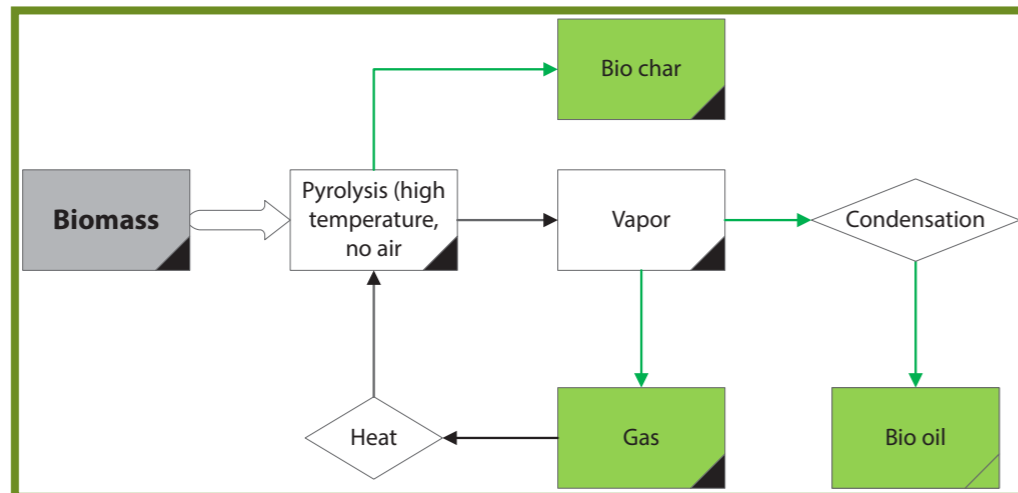 Bio char
Biomass
Pyrolysis (high
temperature,
no air
Vapor
Condensation
Heat
Gas
Bio oil